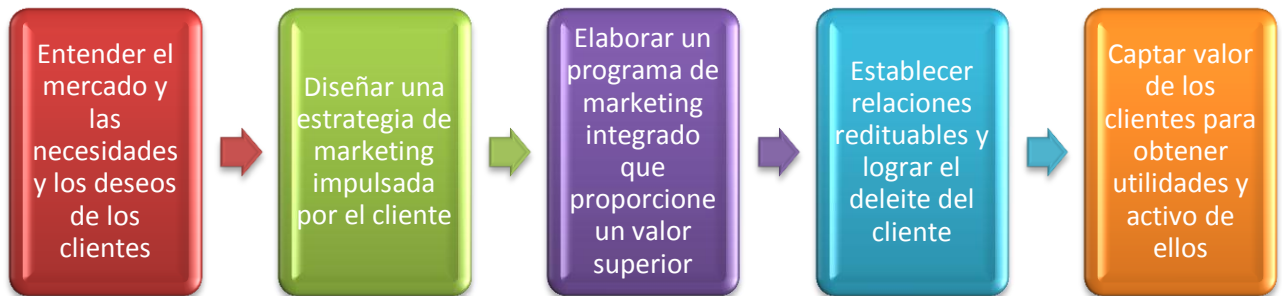 Entender el
mercado y
las
necesidades
y los deseos
de los
clientes
Diseñar una
estrategia de
marketing
impulsada
por el cliente
Elaborar un
programa de
marketing
integrado
que
proporcione
un valor
superior
Establecer
relaciones
redituables y
lograr el
deleite del
cliente
Captar valor
de los
clientes para
obtener
utilidades y
activo de
ellos